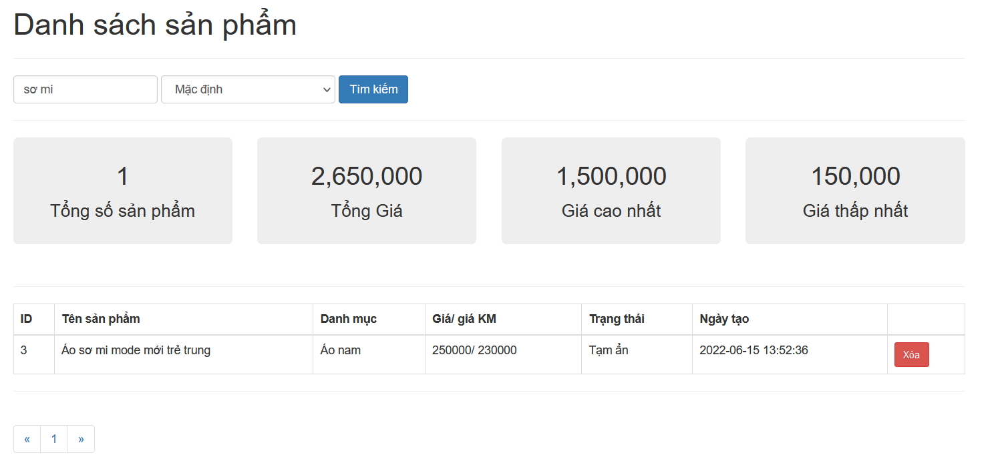 Danh sách sản phẩm
sơ mi Mặc định Tìm kiếm
1 2,650,000 1,500,000 150,000
Tổng số sản phẩm Tổng Giá Giá cao nhất Giá thấp nhất
ID Tên sản phẩm Danh mục Giá/ giá KM Trạng thái Ngày tạo
3 Áo sơ mi mode mới trẻ trung Áo nam 250000/ 230000 Tạm ẩn 2022-06-15 13:52:36 Xóa
« 1 »